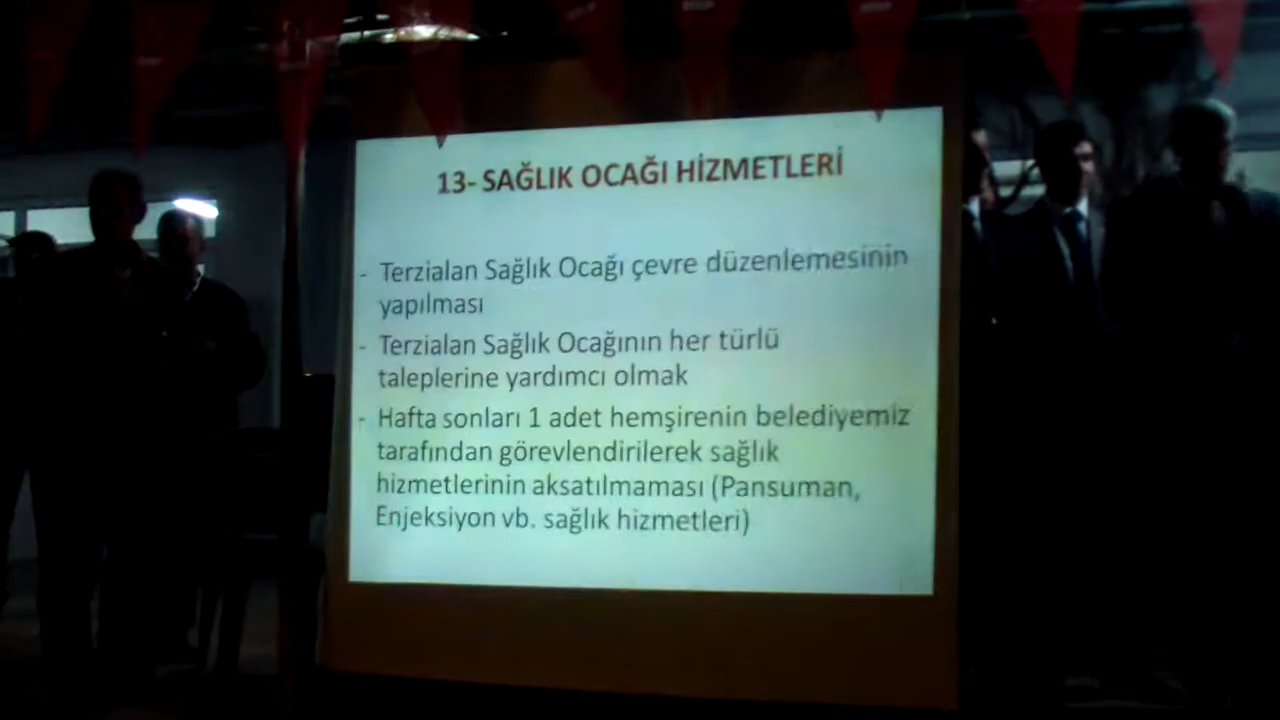 13- SAĞLIK OCAĞI HİZMETLERİ
- Terzialan Sağlık Ocağı çevre düzenlemesinin
yapılması
- Terzialan Sağlık Ocağının her türlü
taleplerine yardımcı olmak
- Hafta sonları 1 adet hemşirenin belediyemiz
tarafından görevlendirilerek sağlık
hizmetlerinin aksatılmaması (Pansuman,
Enjeksiyon vb. sağlık hizmetleri)